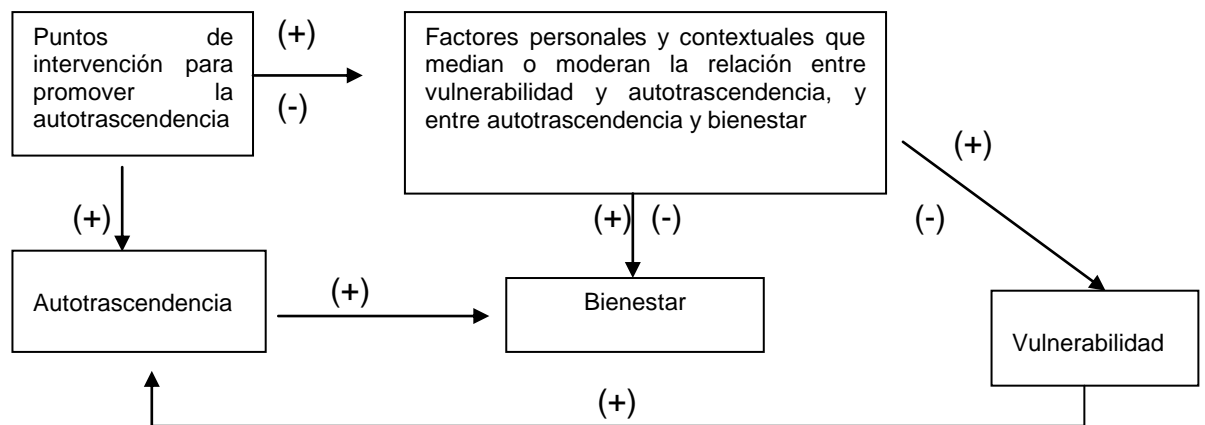 Puntos de
intervención para
promover la
autotrascendencia
(+)
(-)
Factores personales y contextuales que
median o moderan la relación entre
vulnerabilidad y autotrascendencia, y
entre autotrascendencia y bienestar
(+)
(-)
(+)
(+) (-)
Autotrascendencia
(+)
Bienestar
Vulnerabilidad
(+)